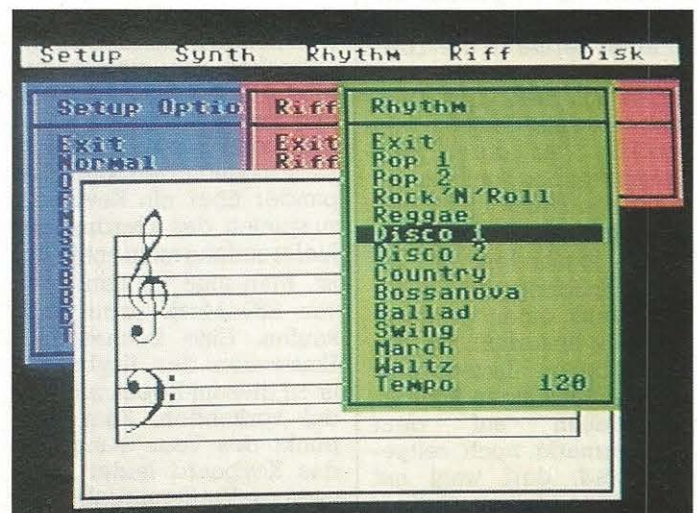 Setup Synth Rhythm Riff Disk
Setup Optio
Exit
Normal
Riff
Exit
Riff
Rhythm
Exit
Pop 1
Pop 2
Rock'N'Roll
Reggae
Disco 1
Disco 2
Country
Bossanova
Ballad
Swing
March
Waltz
Tempo 120